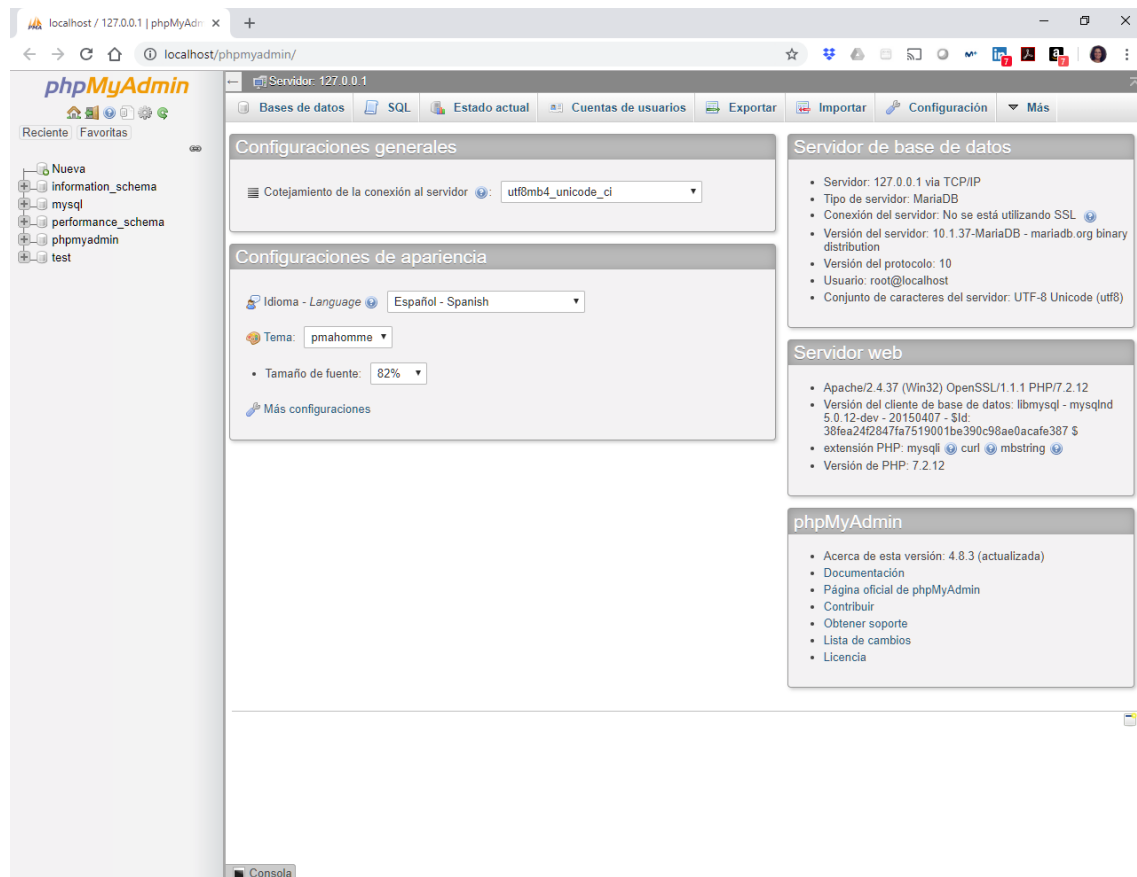 localhost / 127.0.0.1 | phpMyAdm
localhost/phpmyadmin/
7
7
phpMyAdmin
Reciente Favoritas
Nueva
information_schema
mysql
performance_schema
phpmyadmin
test
Servidor: 127.0.0.1
Bases de datos SQL Estado actual Cuentas de usuarios Exportar Importar Configuración Más
Configuraciones generales
Cotejamiento de la conexión al servidor : utf8mb4_unicode_ci
Configuraciones de apariencia
Idioma - Language Español - Spanish
Tema: pmahomme
Tamaño de fuente: 82%
Más configuraciones
Servidor de base de datos
Servidor: 127.0.0.1 via TCP/IP
Tipo de servidor: MariaDB
Conexión del servidor: No se está utilizando SSL
Versión del servidor: 10.1.37-MariaDB - mariadb.org binary
distribution
Versión del protocolo: 10
Usuario: root@localhost
Conjunto de caracteres del servidor: UTF-8 Unicode (utf8)
Servidor web
Apache/2.4.37 (Win32) OpenSSL/1.1.1 PHP/7.2.12
Versión del cliente de base de datos: libmysql - mysqlnd
5.0.12-dev - 20150407 - $Id:
38fea24f2847fa7519001be390c98ae0acafe387 $
extensión PHP: mysqli curl mbstring
Versión de PHP: 7.2.12
phpMyAdmin
Acerca de esta versión: 4.8.3 (actualizada)
Documentación
Página oficial de phpMyAdmin
Contribuir
Obtener soporte
Lista de cambios
Licencia
Consola